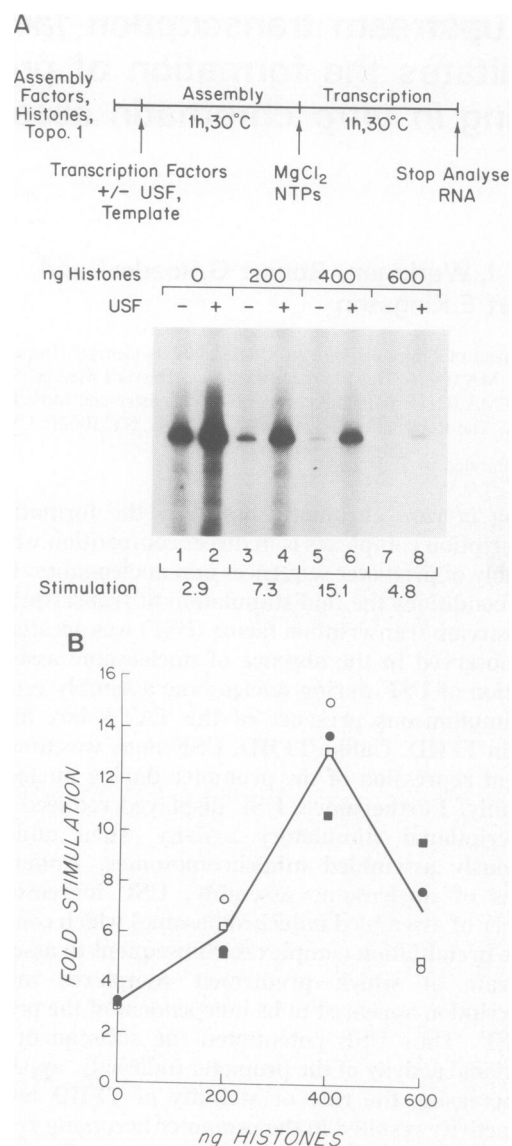 A
Assembly Factors, Histones, Topo. 1
Assembly
1h,30°C
Transcription
1h,30°C
Transcription Factors
+/- USF,
Template
MgCl2
NTPs
Stop Analyse
RNA
ng Histones 0 200 400 600
USF - + - + - + - +
1 2 3 4 5 6 7 8
Stimulation 2.9 7.3 15.1 4.8
B
FOLD STIMULATION
16
14
12
10
8
6
4
2
0
0 200 400 600
ng HISTONES